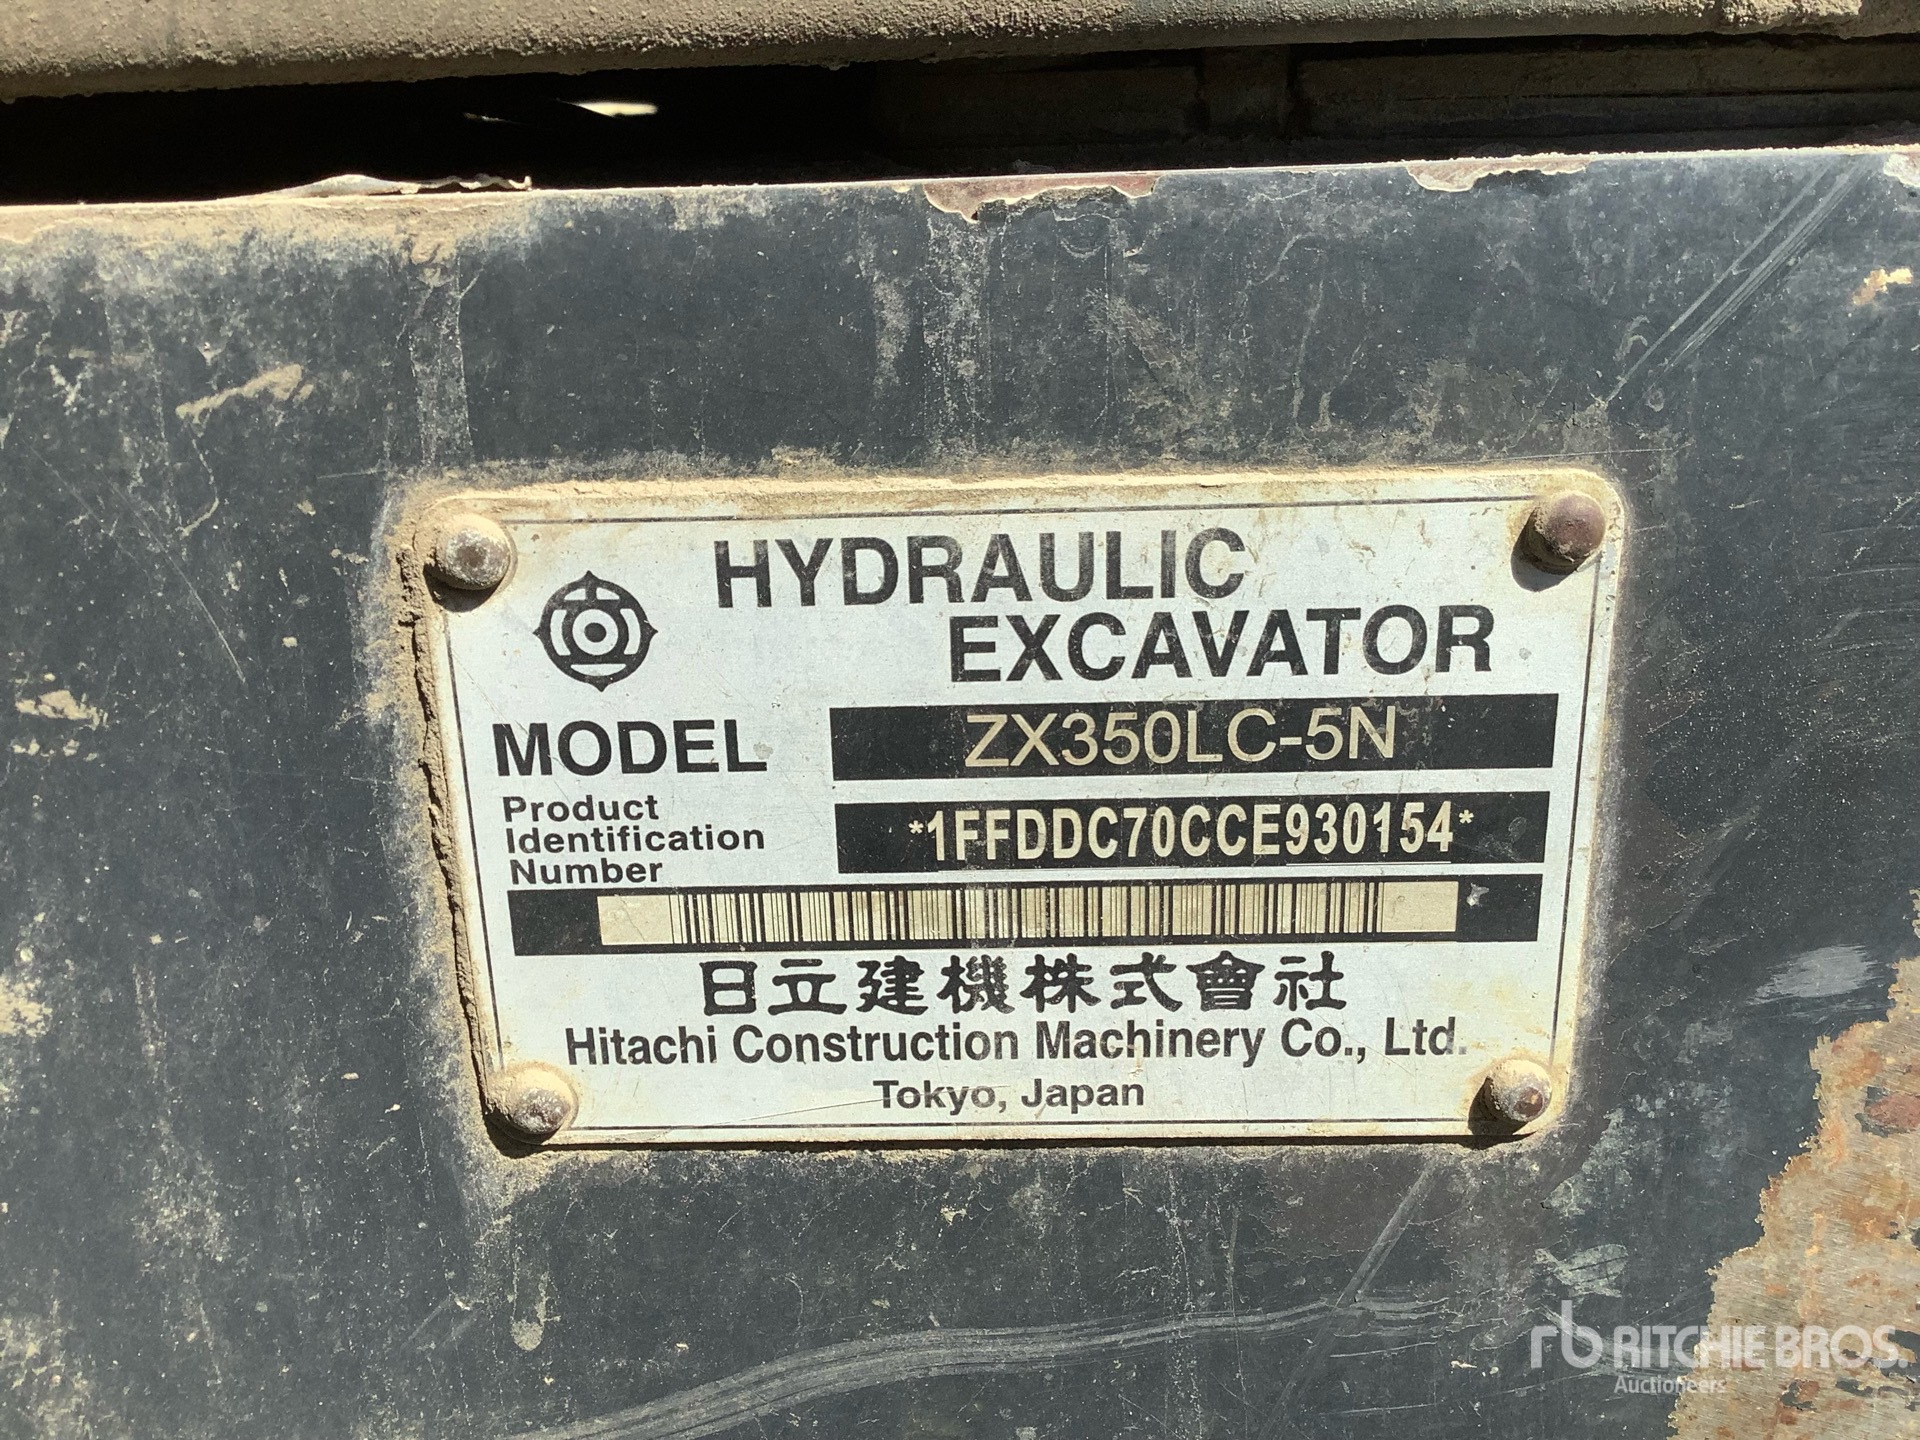 HYDRAULIC
EXCAVATOR
MODEL ZX350LC-5N
Product
Identification
Number
*1FFDDC70CCE930154*
日立建機株式會社
Hitachi Construction Machinery Co., Ltd.
Tokyo, Japan
rb RITCHIE BROS.
Auctioneers